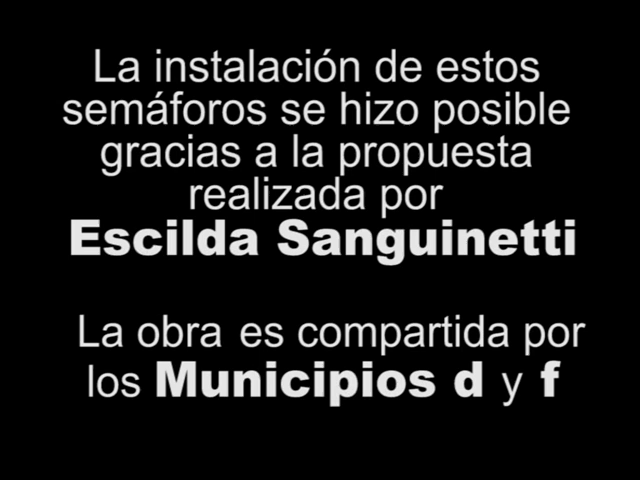 La instalación de estos
semáforos se hizo posible
gracias a la propuesta
realizada por
Escilda Sanguinetti
La obra es compartida por
los Municipios d y f